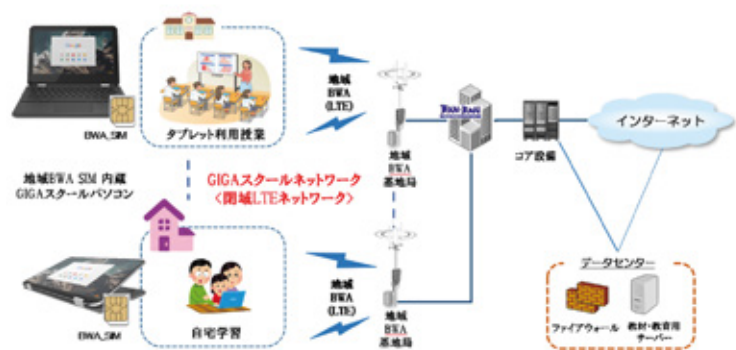 BWA_SIM
タブレット利用授業
地域
BWA
(LTE)
地域
BWA
基地局
コア設備
インターネット
地域BWA SIM 内蔵
GIGAスクールパソコン
GIGAスクールネットワーク
<閉域LTEネットワーク>
BWA_SIM
自宅学習
地域
BWA
(LTE)
地域
BWA
基地局
データセンター
ファイアウォール
教材・教育用
サーバー